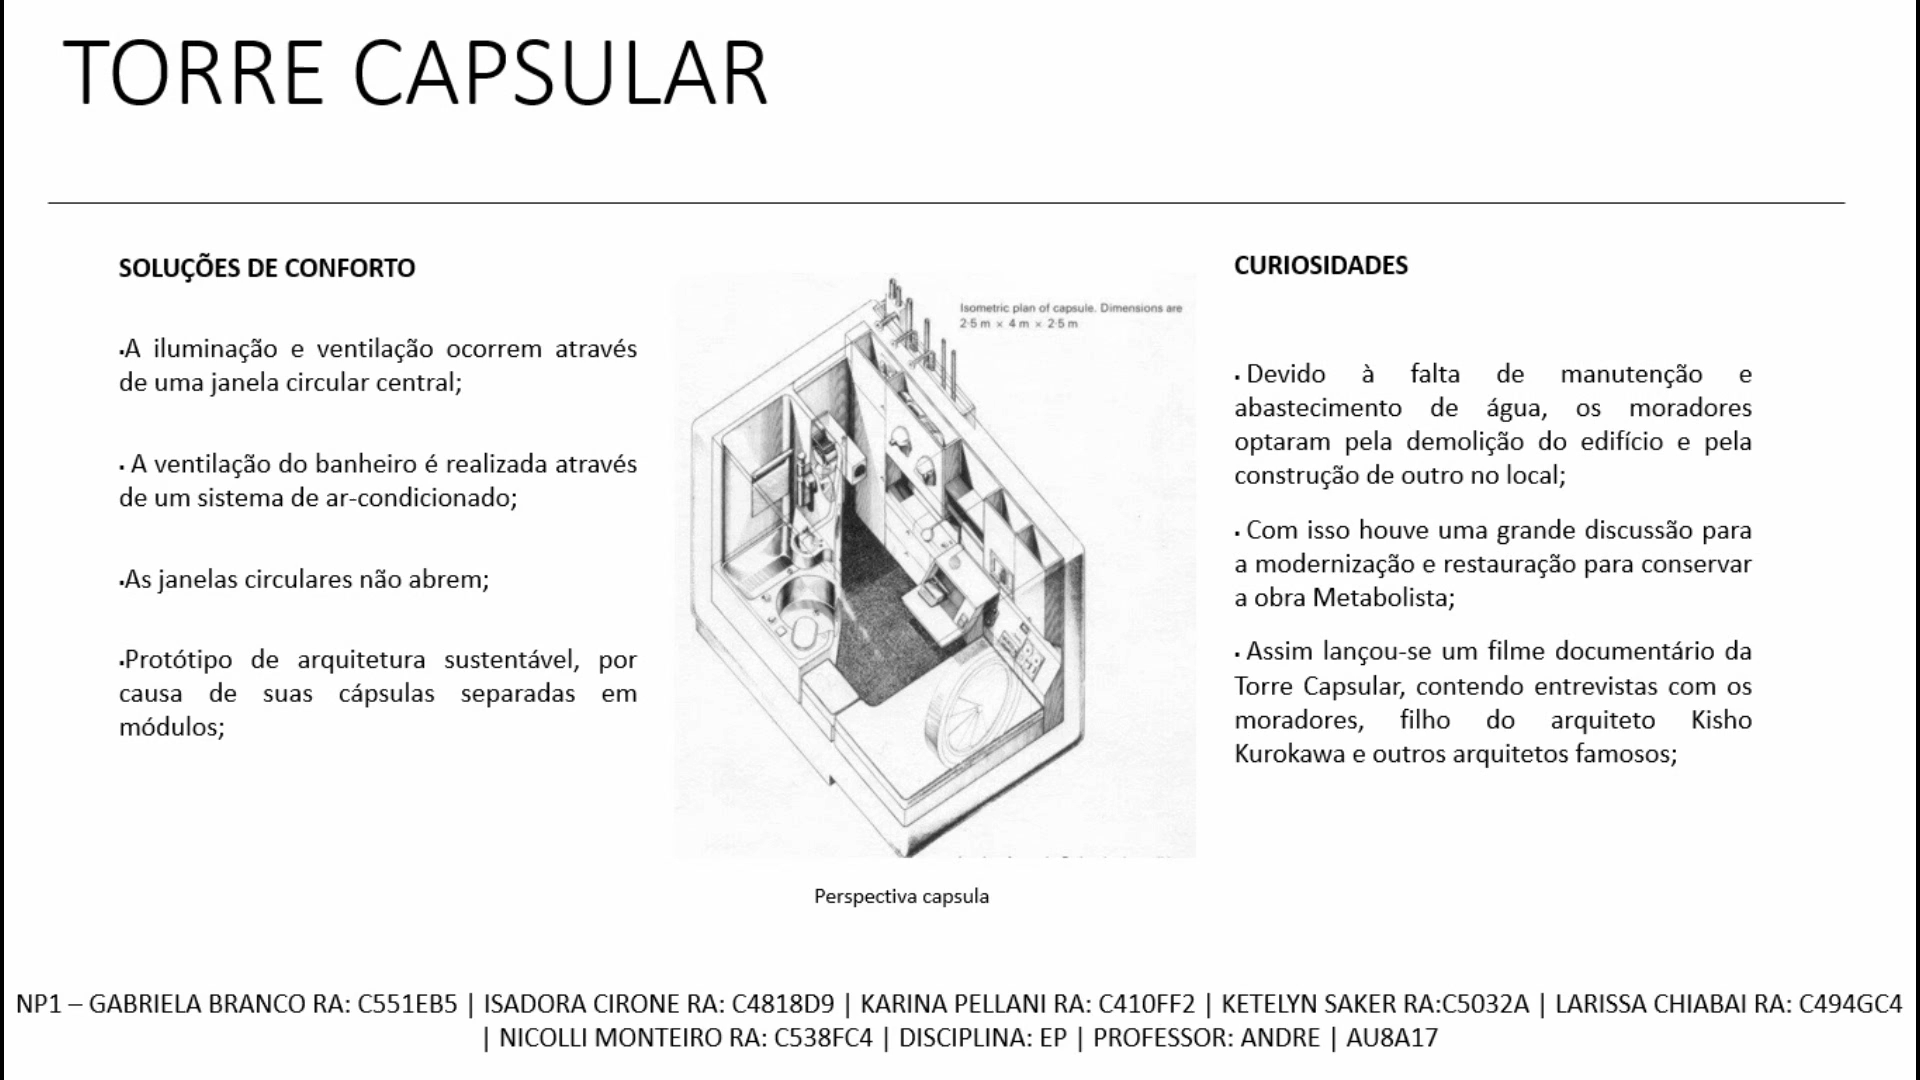 TORRE CAPSULAR
SOLUÇÕES DE CONFORTO
.A iluminação e ventilação ocorrem através
de uma janela circular central;
. A ventilação do banheiro é realizada através
de um sistema de ar-condicionado;
.As janelas circulares não abrem;
.Protótipo de arquitetura sustentável, por
causa de suas cápsulas separadas em
módulos;
Isometric plan of capsule. Dimensions are
2·5 m × 4 m × 2·5 m
Perspectiva capsula
CURIOSIDADES
. Devido à falta de manutenção e
abastecimento de água, os moradores
optaram pela demolição do edifício e pela
construção de outro no local;
. Com isso houve uma grande discussão para
a modernização e restauração para conservar
a obra Metabolista;
. Assim lançou-se um filme documentário da
Torre Capsular, contendo entrevistas com os
moradores, filho do arquiteto Kisho
Kurokawa e outros arquitetos famosos;
NP1 – GABRIELA BRANCO RA: C551EB5 | ISADORA CIRONE RA: C4818D9 | KARINA PELLANI RA: C410FF2 | KETELYN SAKER RA:C5032A | LARISSA CHIABAI RA: C494GC4
| NICOLLI MONTEIRO RA: C538FC4 | DISCIPLINA: EP | PROFESSOR: ANDRE | AU8A17